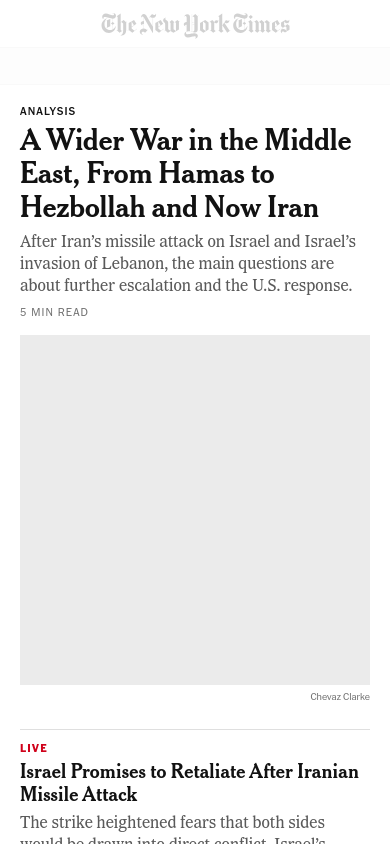 The New York Times
ANALYSIS
A Wider War in the Middle
East, From Hamas to
Hezbollah and Now Iran
After Iran’s missile attack on Israel and Israel’s
invasion of Lebanon, the main questions are
about further escalation and the U.S. response.
5 MIN READ
Chevaz Clarke
LIVE
Israel Promises to Retaliate After Iranian
Missile Attack
The strike heightened fears that both sides
would be drawn into direct conflict. Israel’s